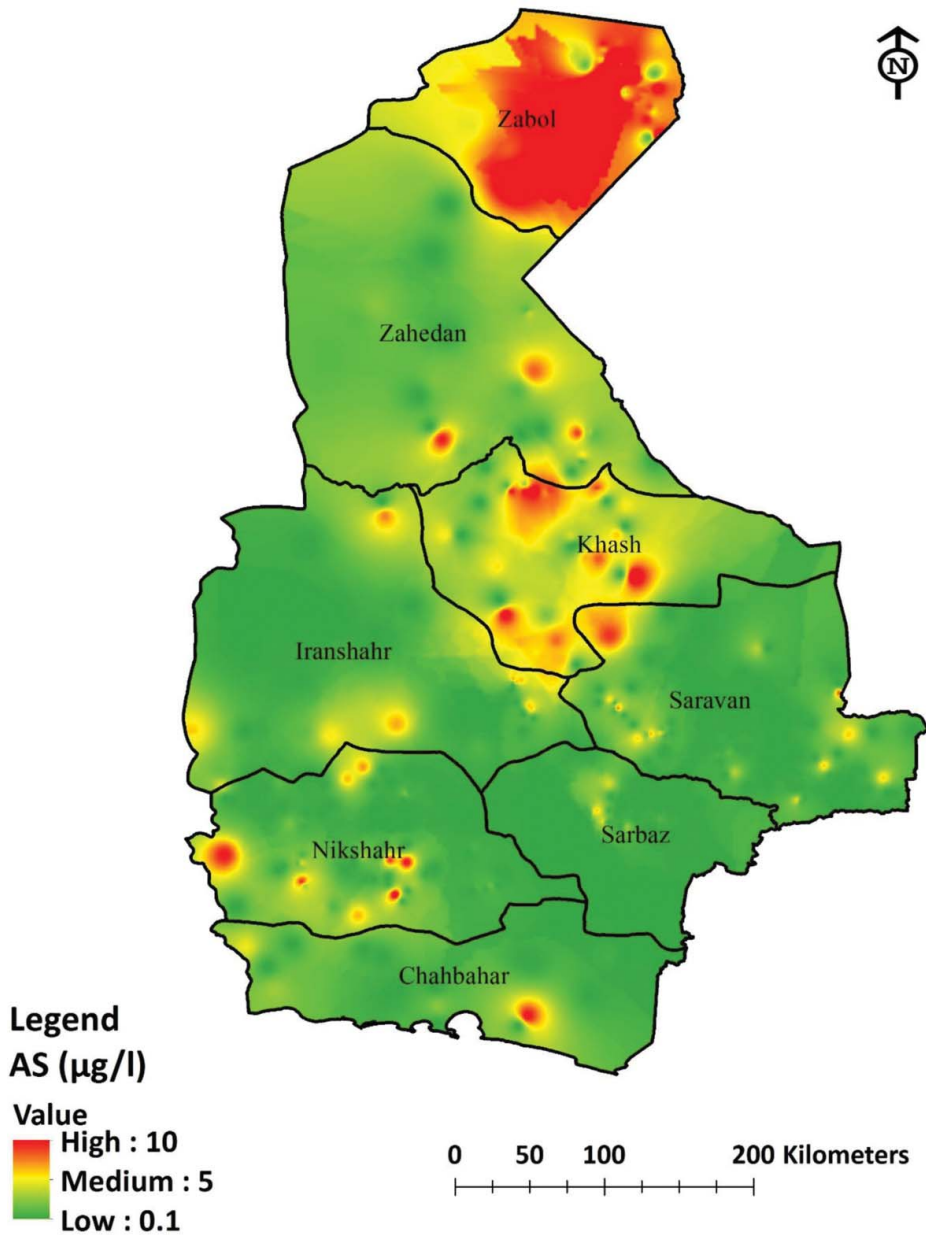 N
Zabol
Zahedan
Khash
Iranshahr
Saravan
Sarbaz
Nikshahr
Chahbahar
Legend
AS (µg/l)
Value
High : 10
Medium : 5
Low : 0.1
0 50 100 200 Kilometers